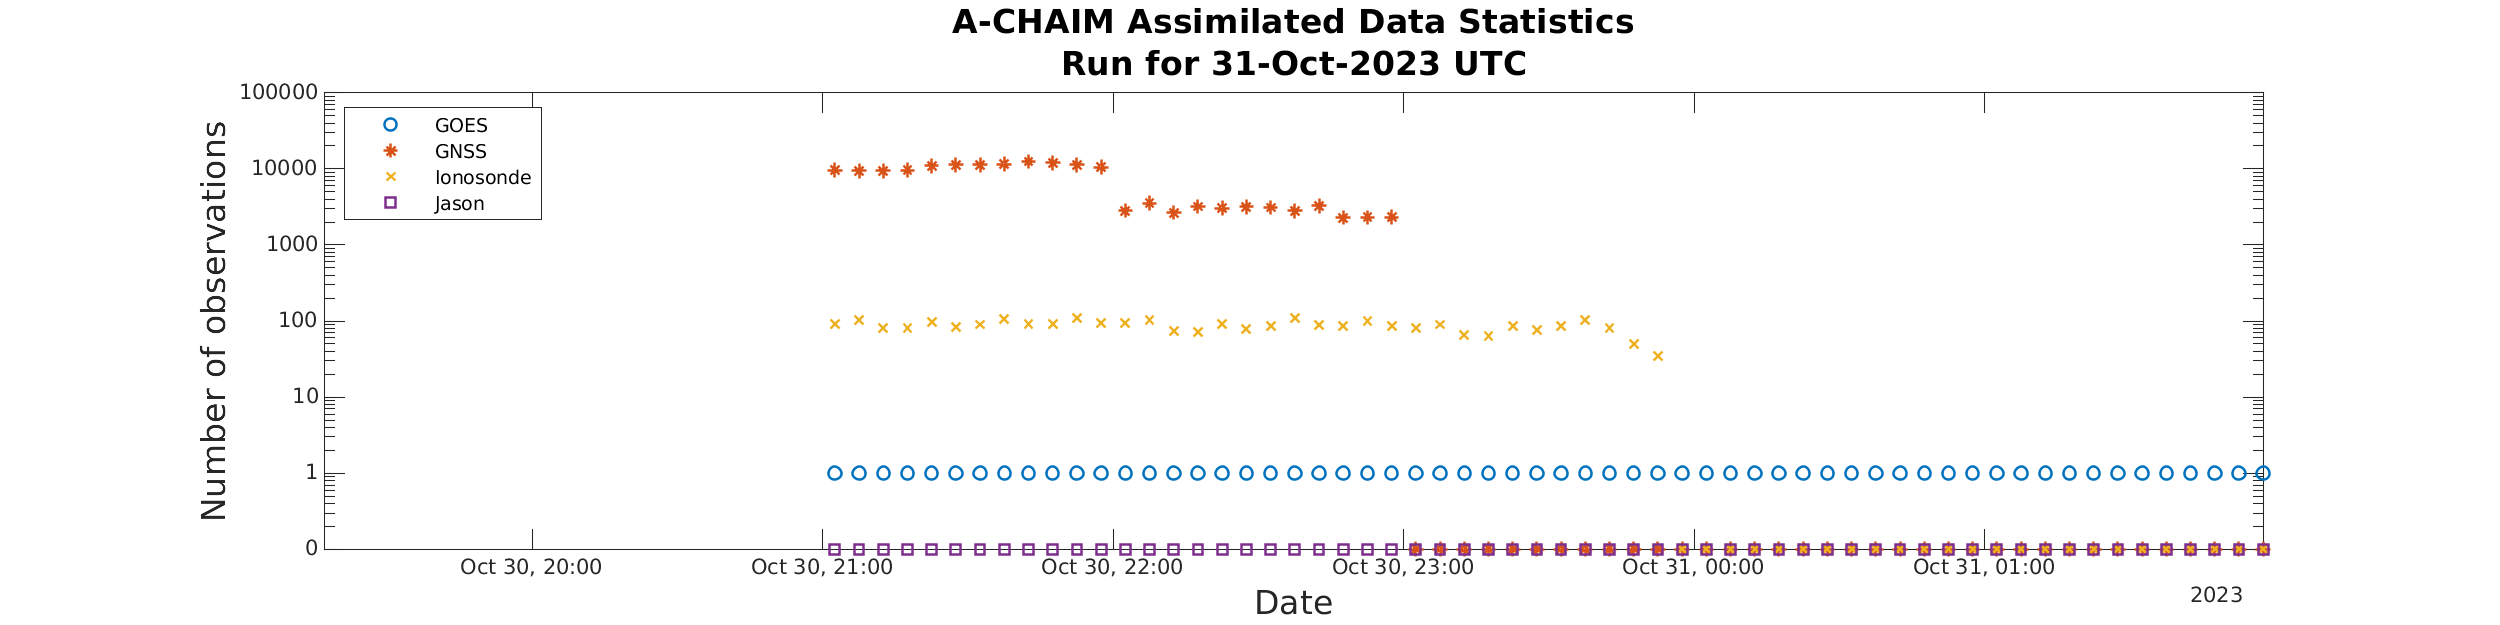 A-CHAIM Assimilated Data Statistics
Run for 31-Oct-2023 UTC
Number of observations
100000
10000
1000
100
10
1
0
GOES
GNSS
Ionosonde
Jason
Oct 30, 20:00
Oct 30, 21:00
Oct 30, 22:00
Oct 30, 23:00
Oct 31, 00:00
Oct 31, 01:00
2023
Date